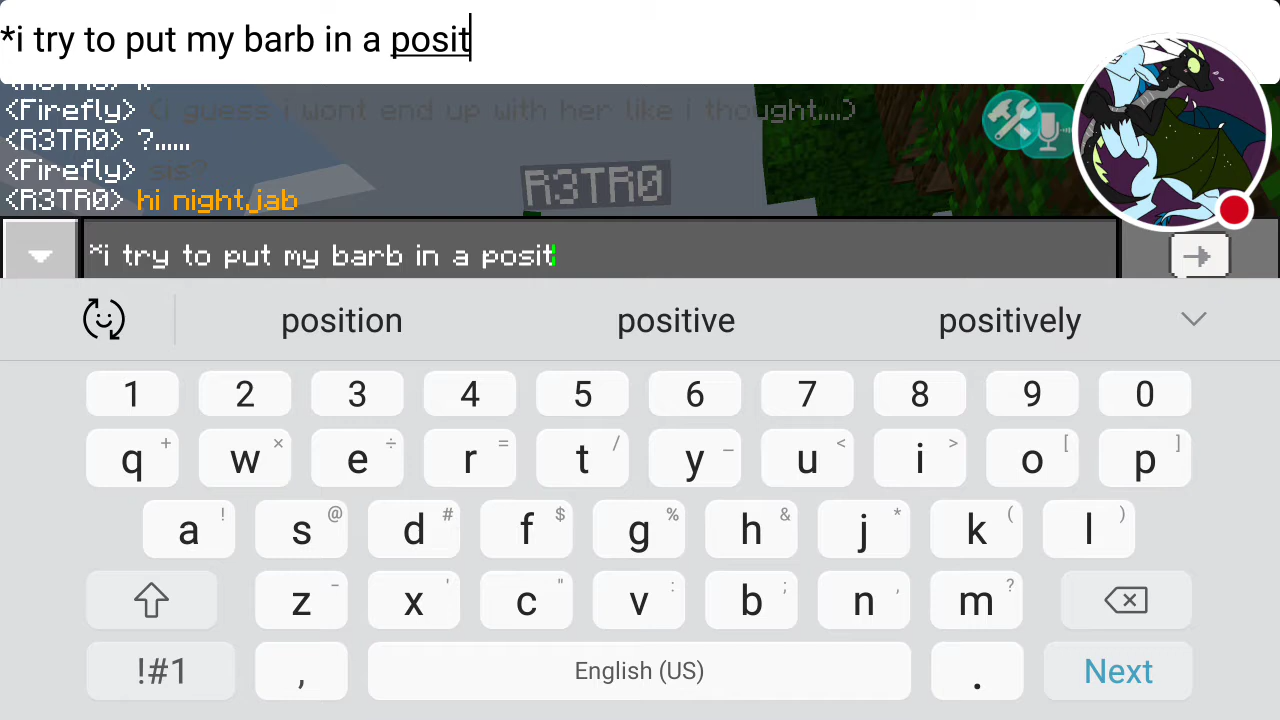 *i try to put my barb in a posit
<Firefly> (i guess i wont end up with her like i thought....)
<R3TR0> ?......
<Firefly> sis?
R3TR0
<R3TR0> hi night,jab
*i try to put my barb in a posit
position positive positively
1 2 3 4 5 6 7 8 9 0
q + w × e ÷ r = t / y _ u < i > o [ p ]
a ! s @ d # f $ g % h & j * k ( l )
z - x ' c " v : b ; n , m ?
!#1 , English (US) . Next